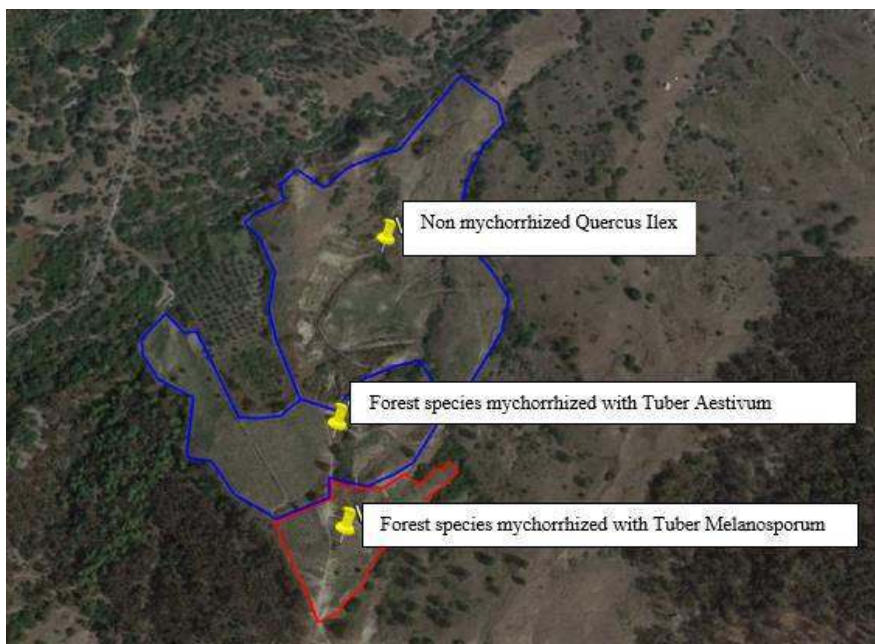 Non mychorrhized Quercus Ilex
Forest species mychorrhized with Tuber Aestivum
Forest species mychorrhized with Tuber Melanosporum